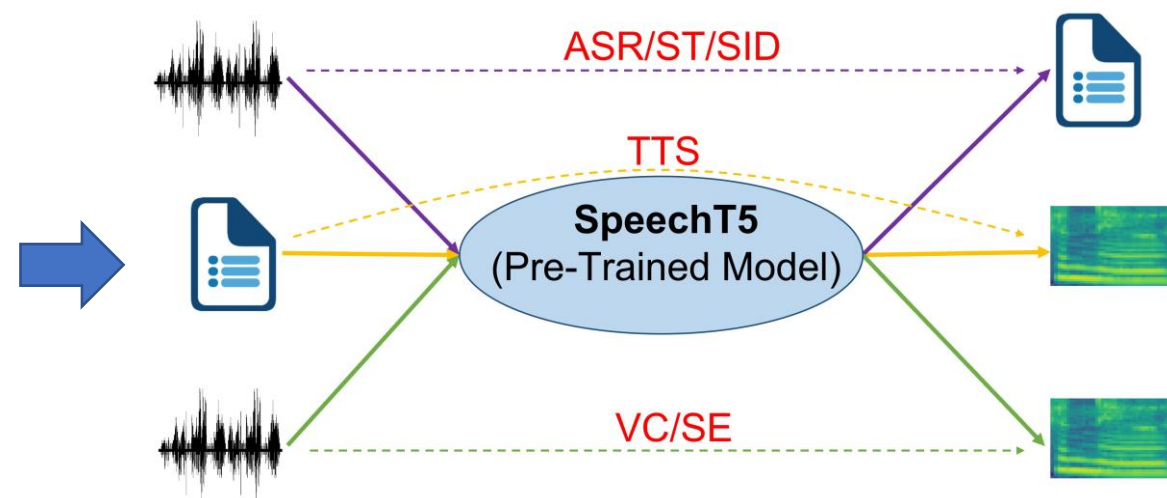 ASR/ST/SID
TTS
SpeechT5
(Pre-Trained Model)
VC/SE